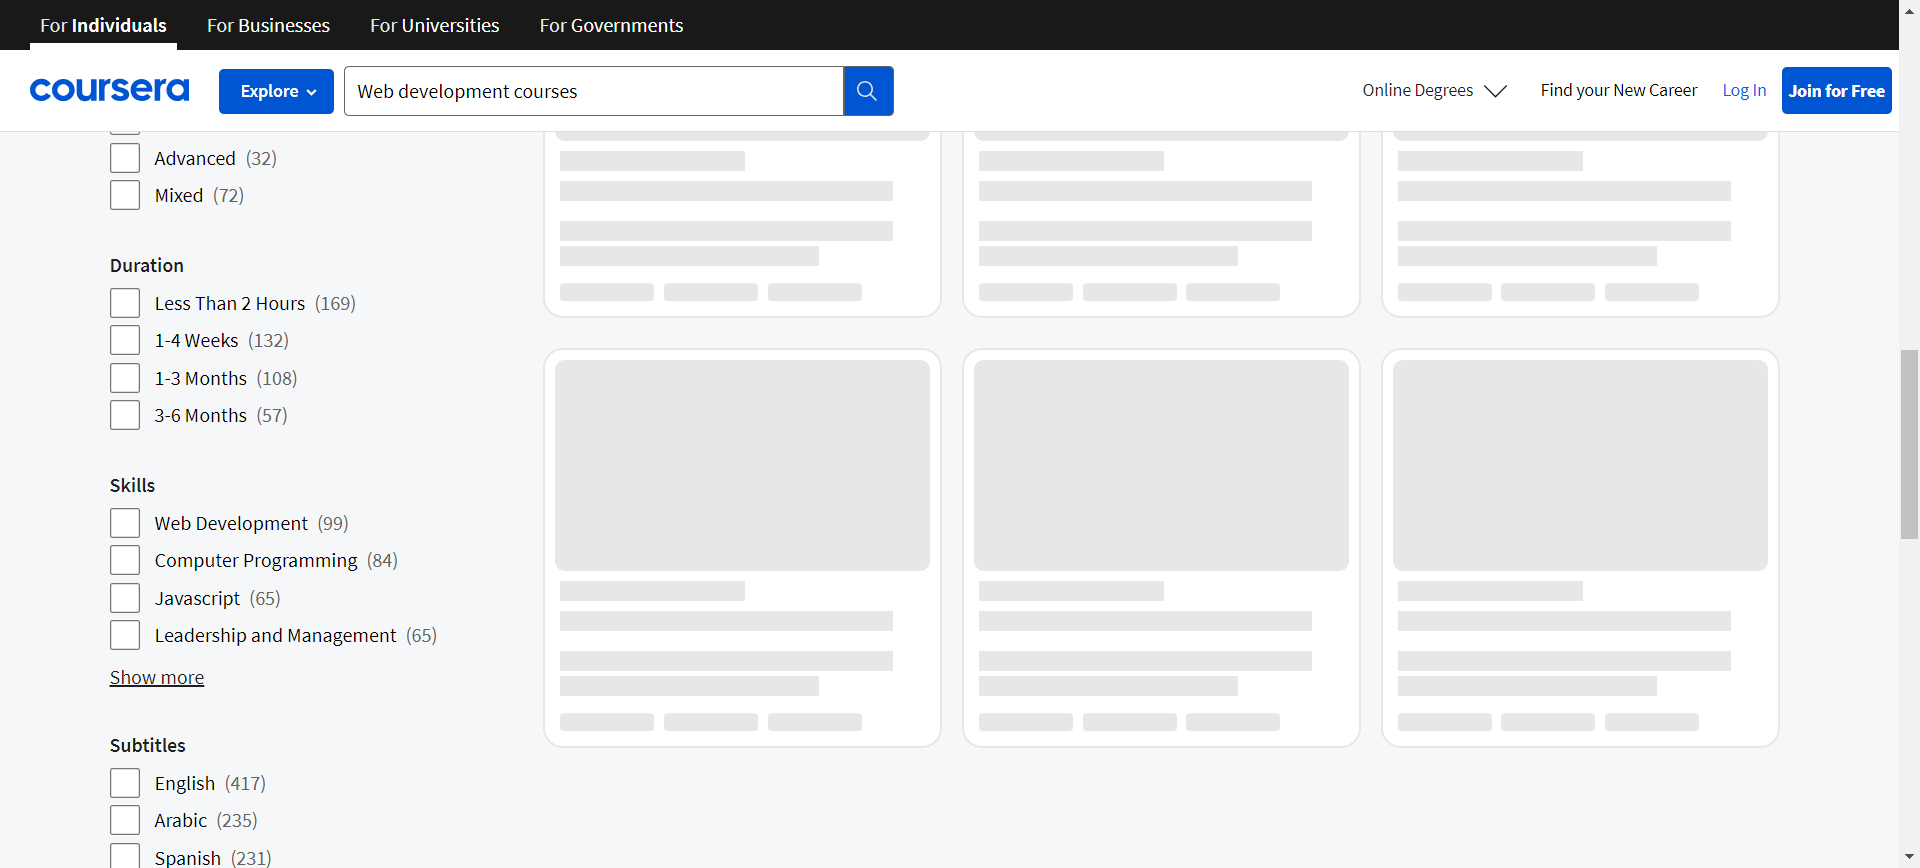 For Individuals
For Businesses
For Universities
For Governments
coursera
Explore
Web development courses
Online Degrees
Find your New Career
Log In
Join for Free
Advanced (32)
Mixed (72)
Duration
Less Than 2 Hours (169)
1-4 Weeks (132)
1-3 Months (108)
3-6 Months (57)
Skills
Web Development (99)
Computer Programming (84)
Javascript (65)
Leadership and Management (65)
Show more
Subtitles
English (417)
Arabic (235)
Spanish (231)